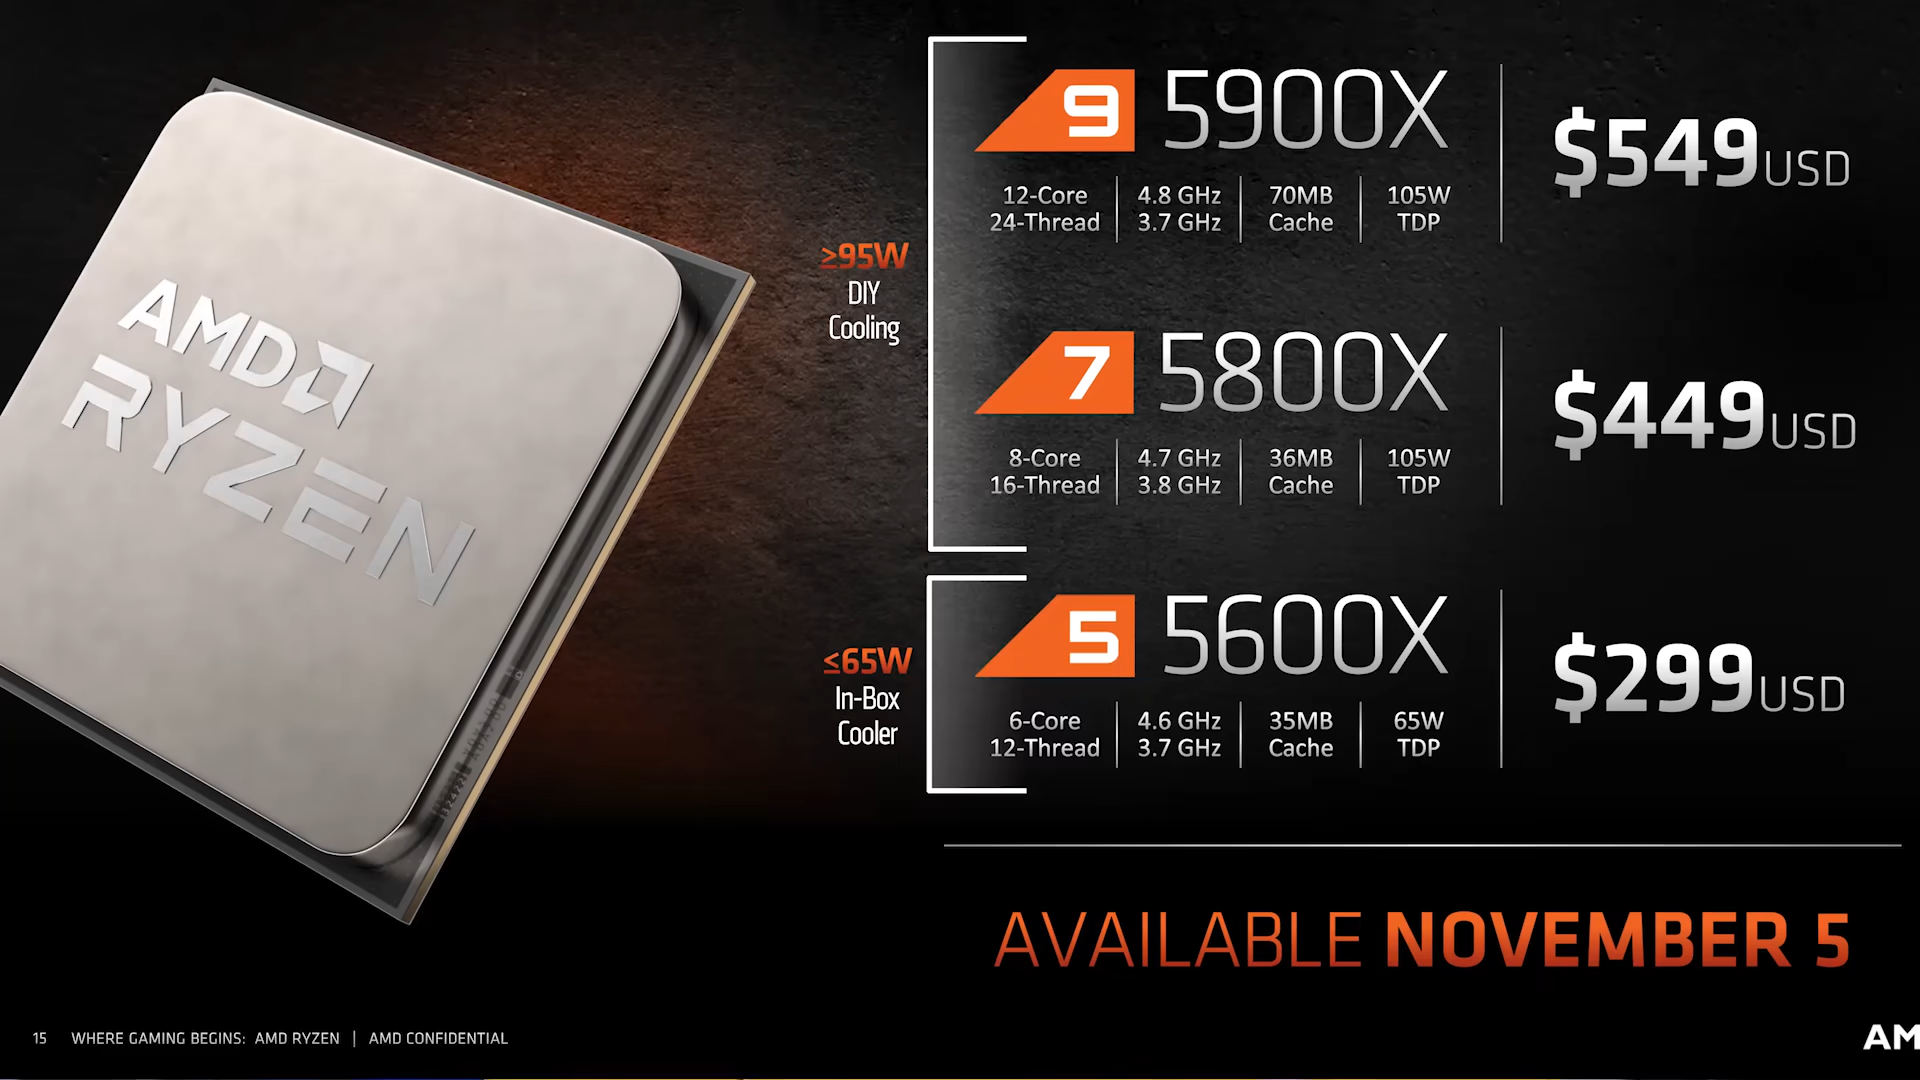 AMD
RYZEN
≥95W
DIY
Cooling
9 5900X
12-Core
24-Thread
4.8 GHz
3.7 GHz
70MB
Cache
105W
TDP
$549USD
7 5800X
8-Core
16-Thread
4.7 GHz
3.8 GHz
36MB
Cache
105W
TDP
$449USD
≤65W
In-Box
Cooler
5 5600X
6-Core
12-Thread
4.6 GHz
3.7 GHz
35MB
Cache
65W
TDP
$299USD
AVAILABLE NOVEMBER 5
15 WHERE GAMING BEGINS: AMD RYZEN | AMD CONFIDENTIAL
AM